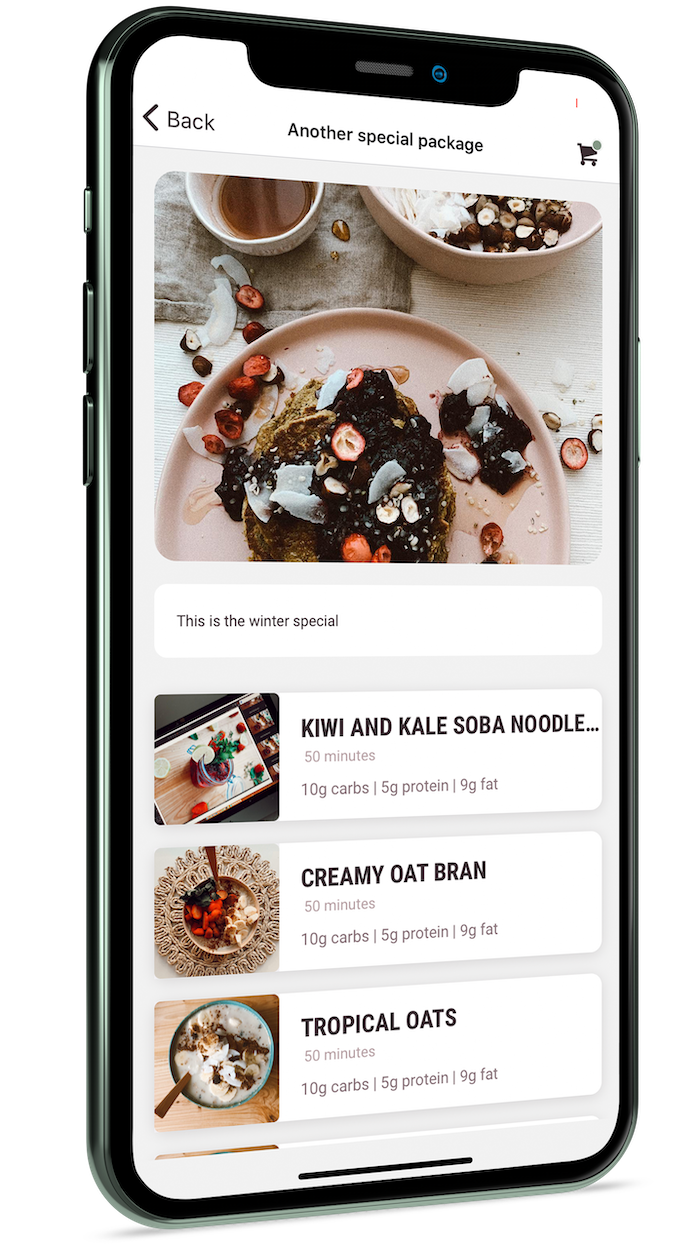 Back
Another special package
This is the winter special
KIWI AND KALE SOBA NOODLE...
50 minutes
10g carbs | 5g protein | 9g fat
CREAMY OAT BRAN
50 minutes
10g carbs | 5g protein | 9g fat
TROPICAL OATS
50 minutes
10g carbs | 5g protein | 9g fat